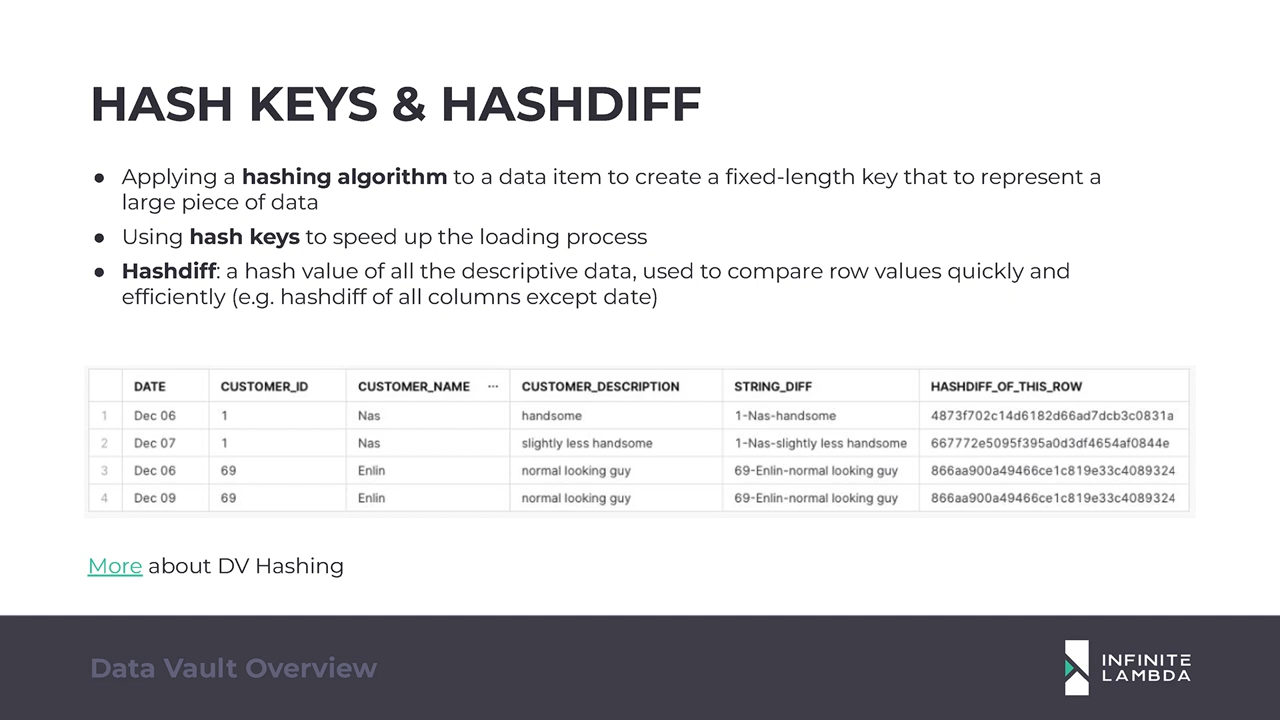 HASH KEYS & HASHDIFF
● Applying a hashing algorithm to a data item to create a fixed-length key that to represent a
large piece of data
● Using hash keys to speed up the loading process
● Hashdiff: a hash value of all the descriptive data, used to compare row values quickly and
efficiently (e.g. hashdiff of all columns except date)
DATE CUSTOMER_ID CUSTOMER_NAME ... CUSTOMER_DESCRIPTION STRING_DIFF HASHDIFF_OF_THIS_ROW
1 Dec 06 1 Nas handsome 1-Nas-handsome 4873f702c14d6182d66ad7dcb3c0831a
2 Dec 07 1 Nas slightly less handsome 1-Nas-slightly less handsome 667772e5095f395a0d3df4654af0844e
3 Dec 06 69 Enlin normal looking guy 69-Enlin-normal looking guy 866aa900a49466ce1c819e33c4089324
4 Dec 09 69 Enlin normal looking guy 69-Enlin-normal looking guy 866aa900a49466ce1c819e33c4089324
More about DV Hashing
Data Vault Overview
INFINITE
LAMBDA